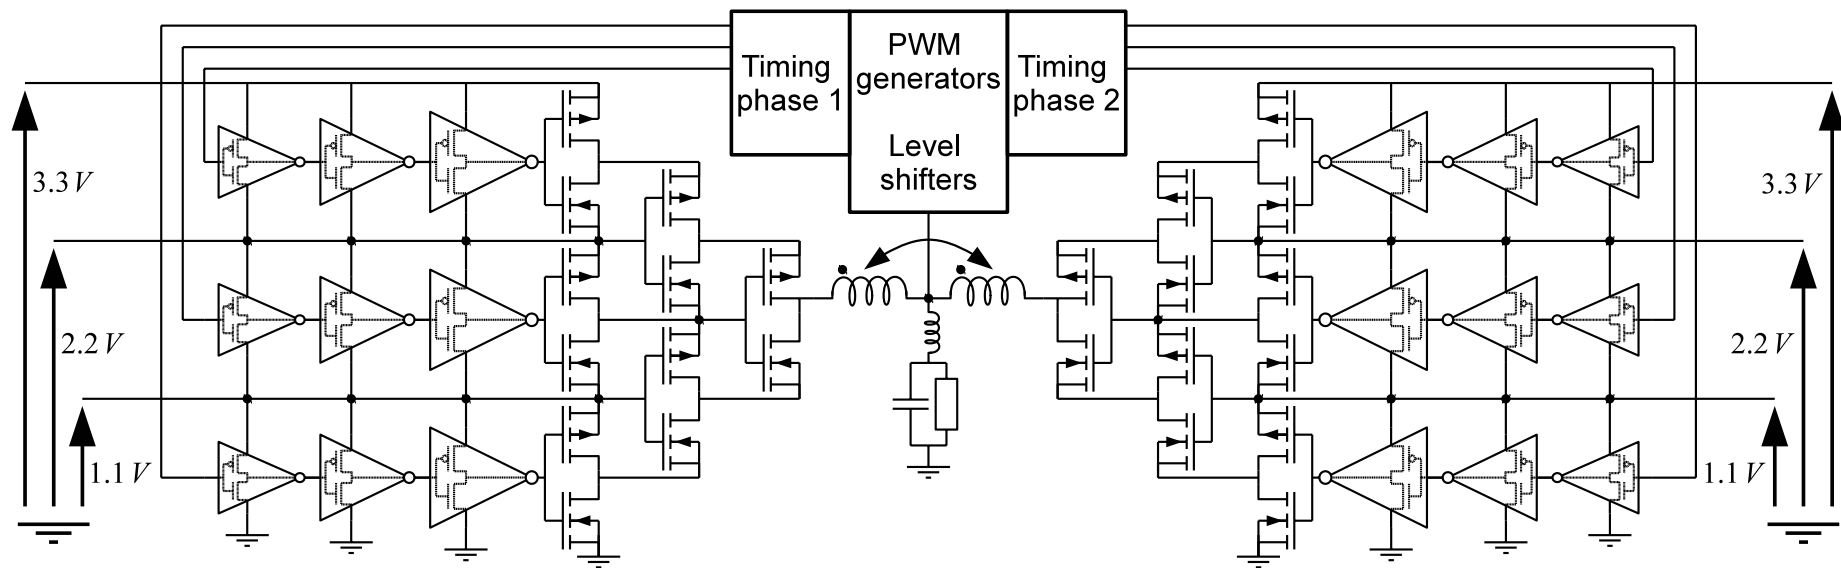 Timing
phase 1
PWM
generators
Level
shifters
Timing
phase 2
3.3 V
2.2 V
1.1 V
3.3 V
2.2 V
1.1 V